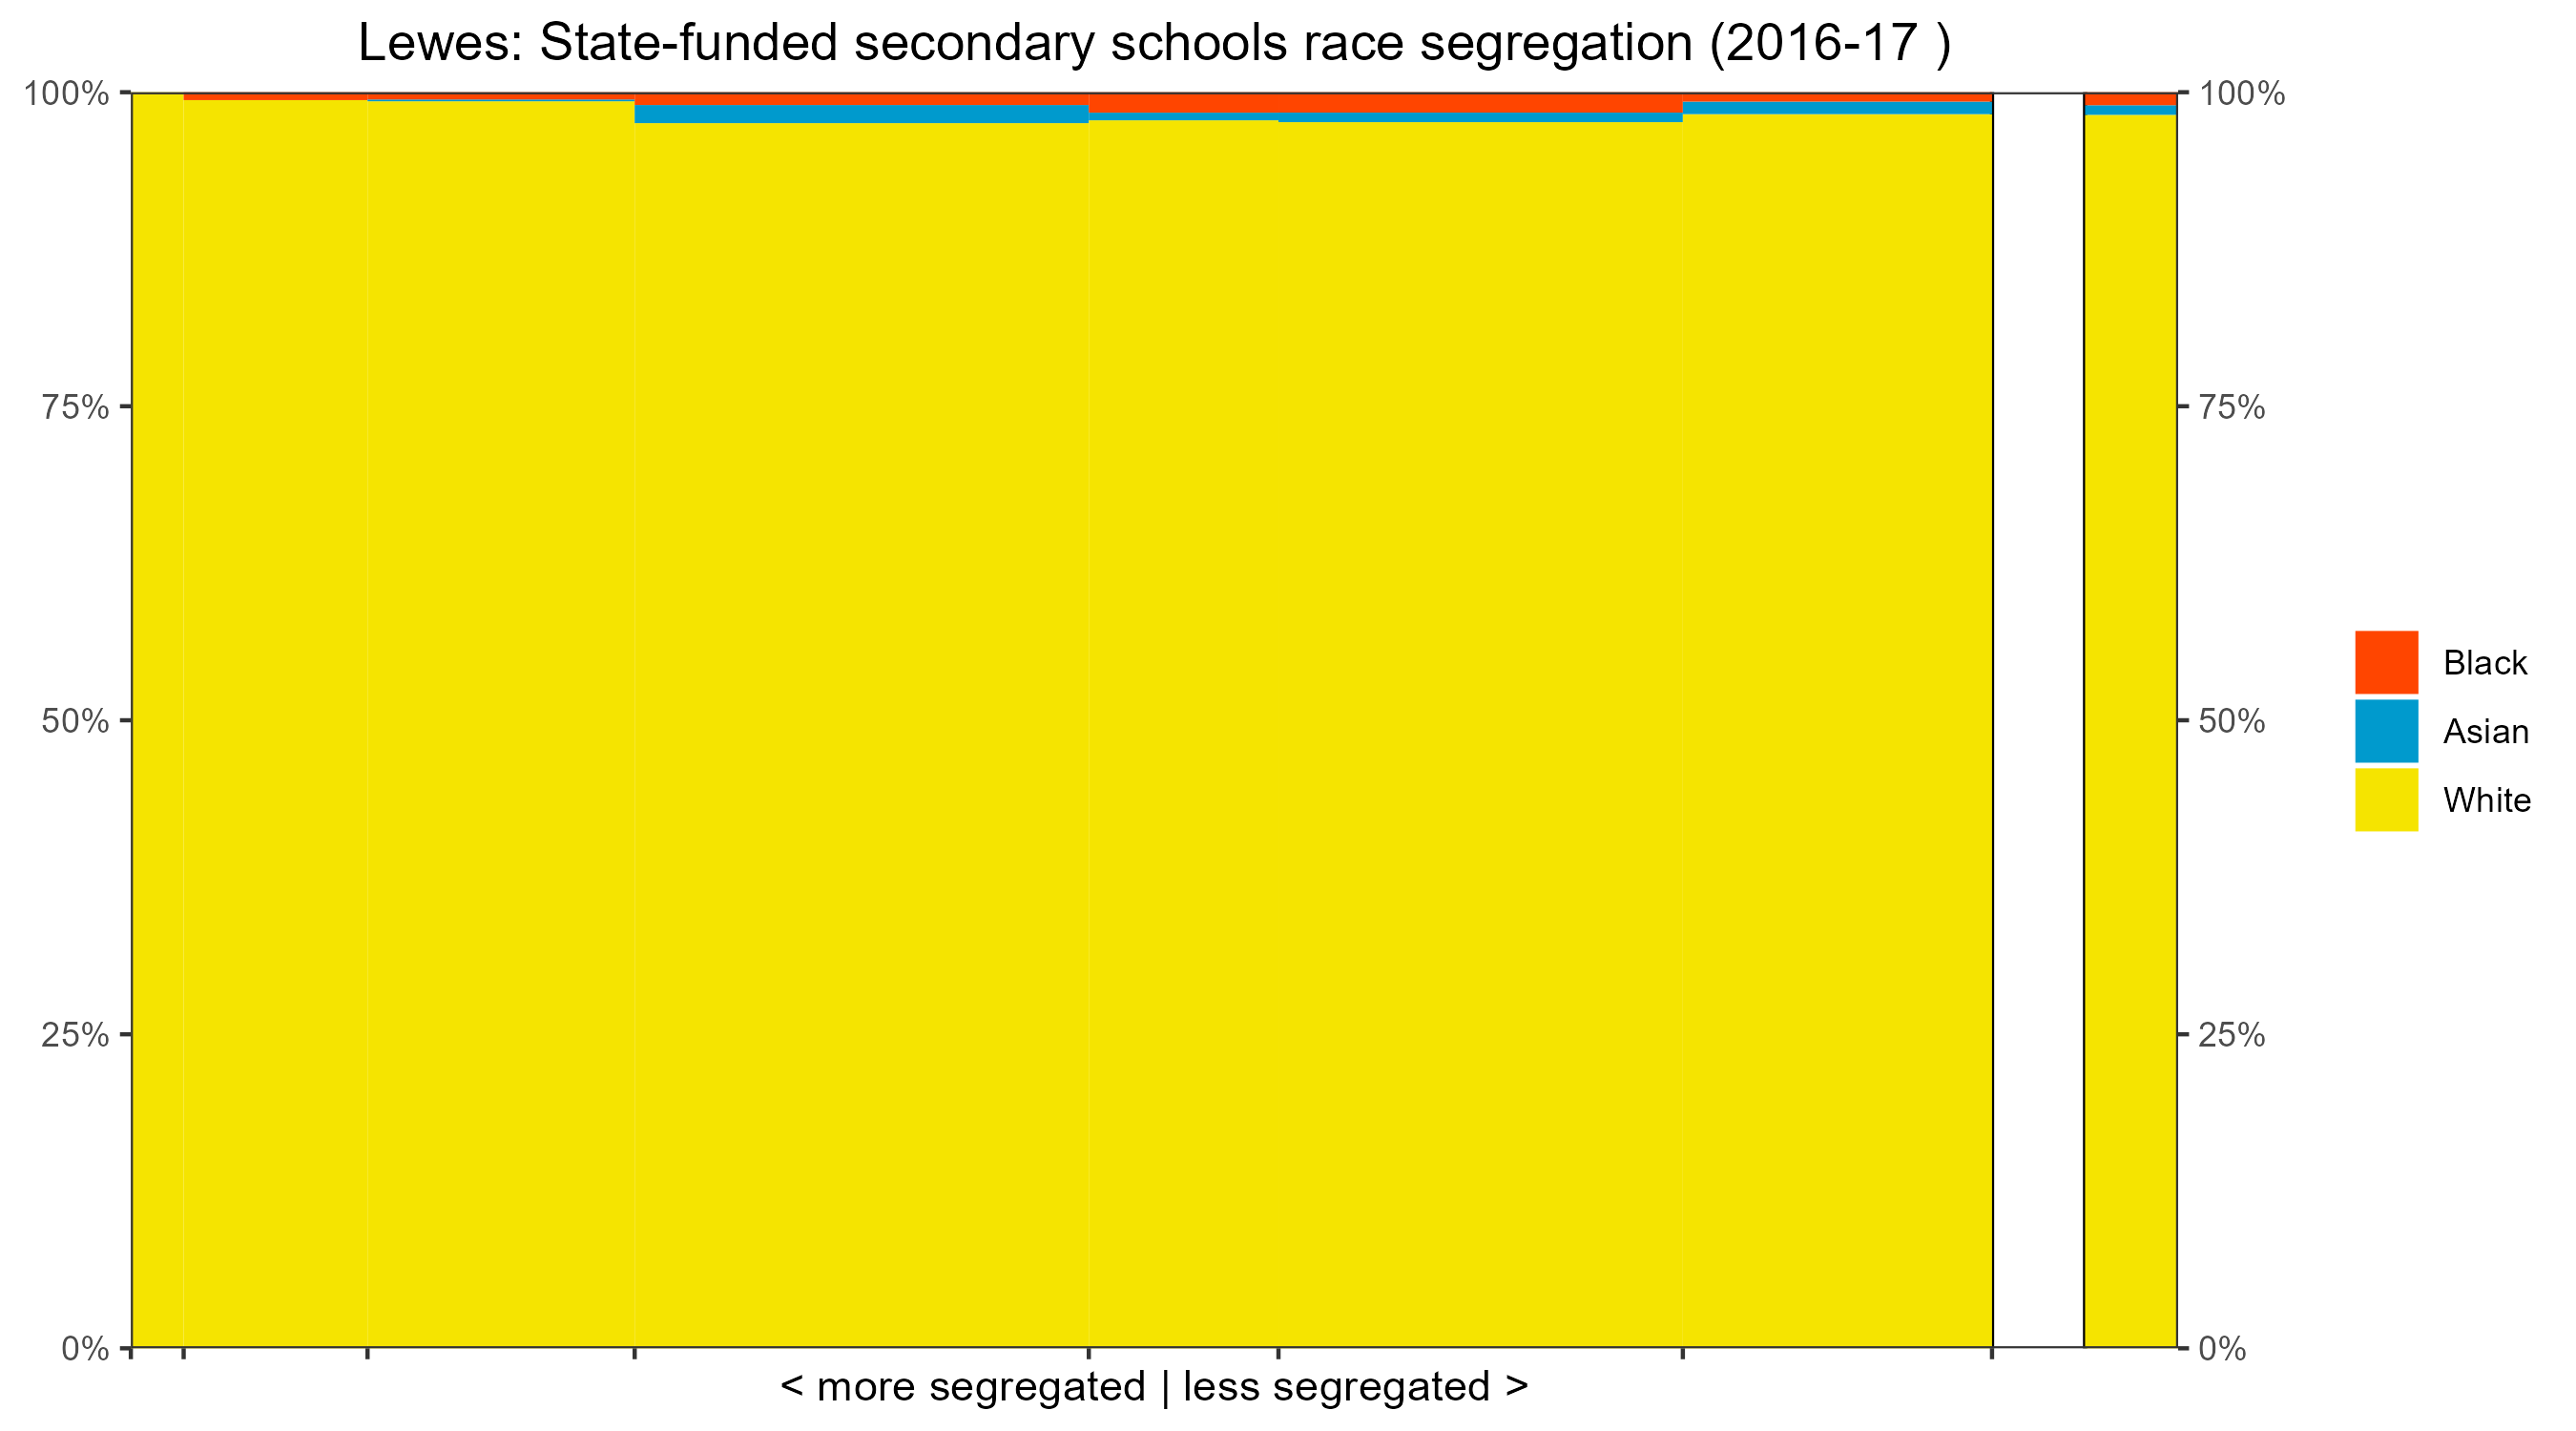 Lewes: State-funded secondary schools race segregation (2016-17 )
100%
75%
50%
25%
0%
100%
75%
50%
25%
0%
Black
Asian
White
< more segregated | less segregated >